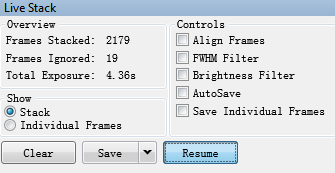 Live Stack
Overview
Frames Stacked: 2179
Frames Ignored: 19
Total Exposure: 4.36s
Show
Stack
Individual Frames
Controls
Align Frames
FWHM Filter
Brightness Filter
AutoSave
Save Individual Frames
Clear
Save
Resume